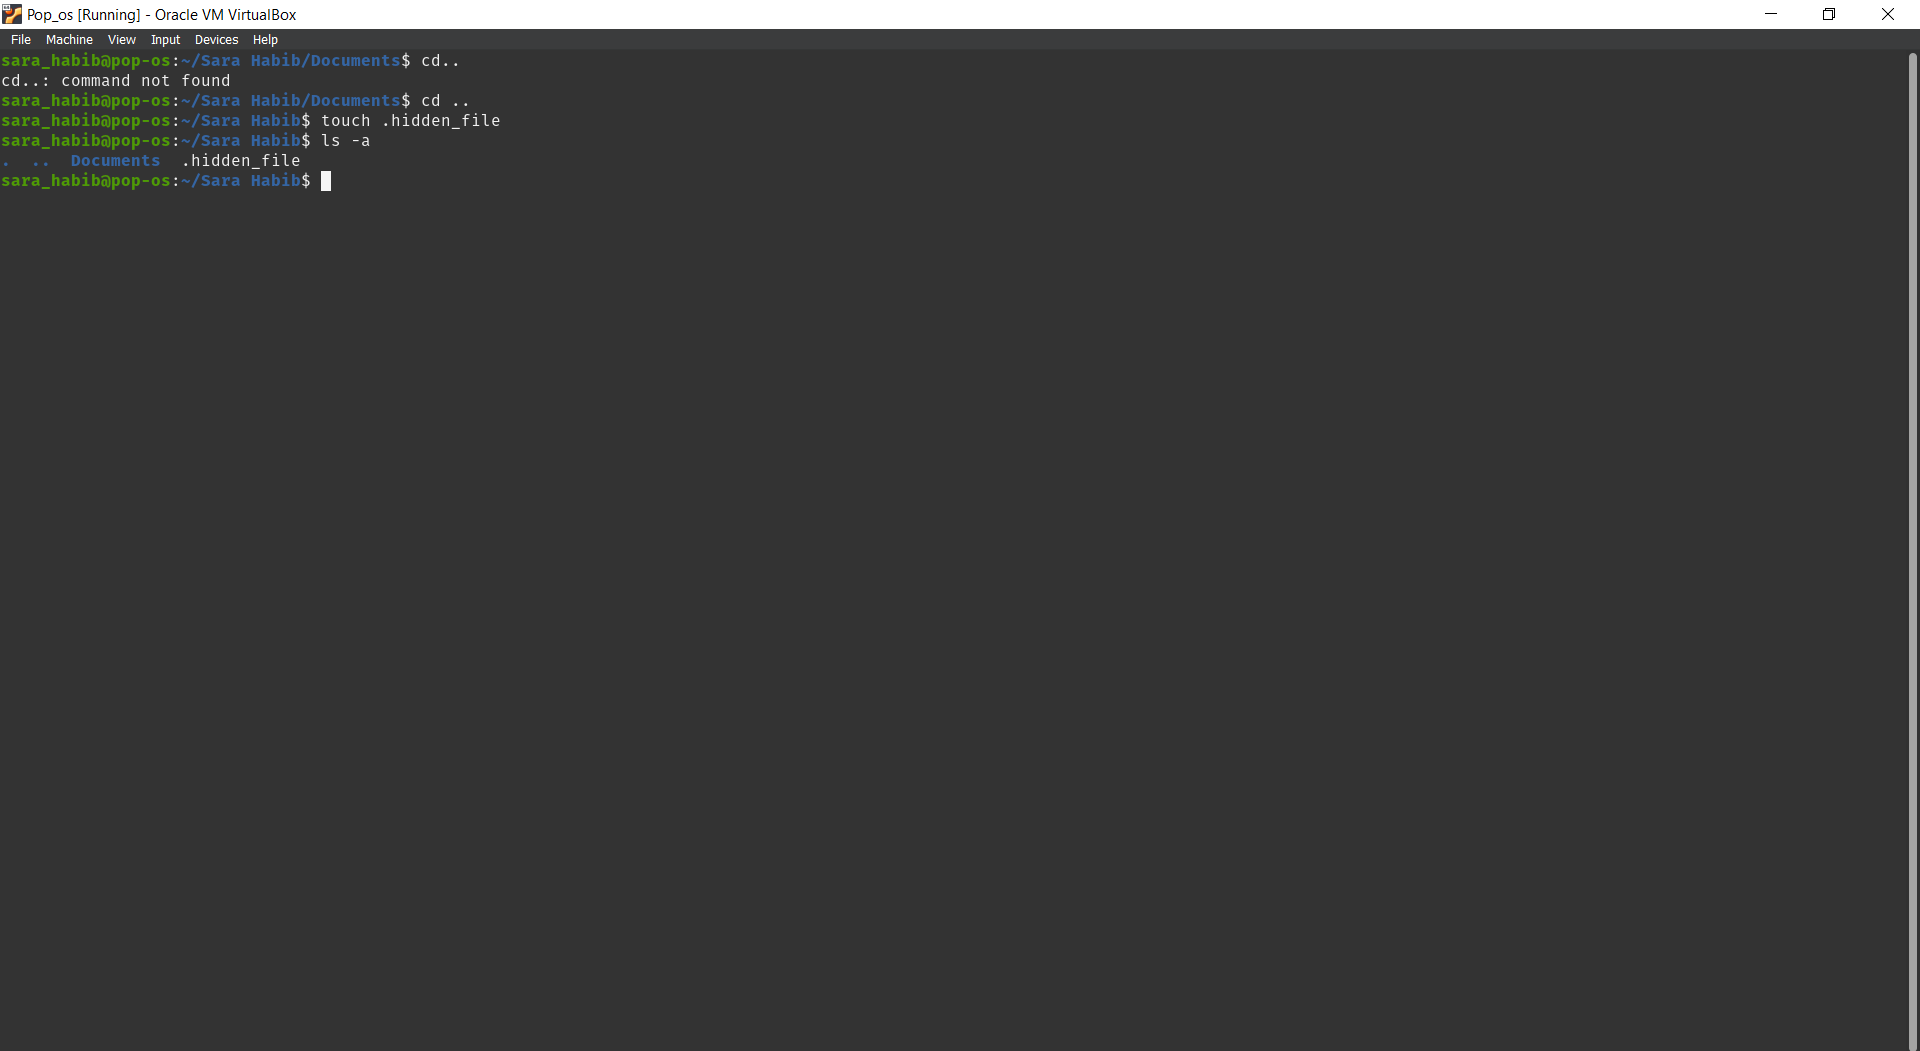 Pop_os [Running] - Oracle VM VirtualBox
File Machine View Input Devices Help
sara_habib@pop-os:~/Sara Habib/Documents$ cd..
cd..: command not found
sara_habib@pop-os:~/Sara Habib/Documents$ cd ..
sara_habib@pop-os:~/Sara Habib$ touch .hidden_file
sara_habib@pop-os:~/Sara Habib$ ls -a
.  ..  Documents  .hidden_file
sara_habib@pop-os:~/Sara Habib$